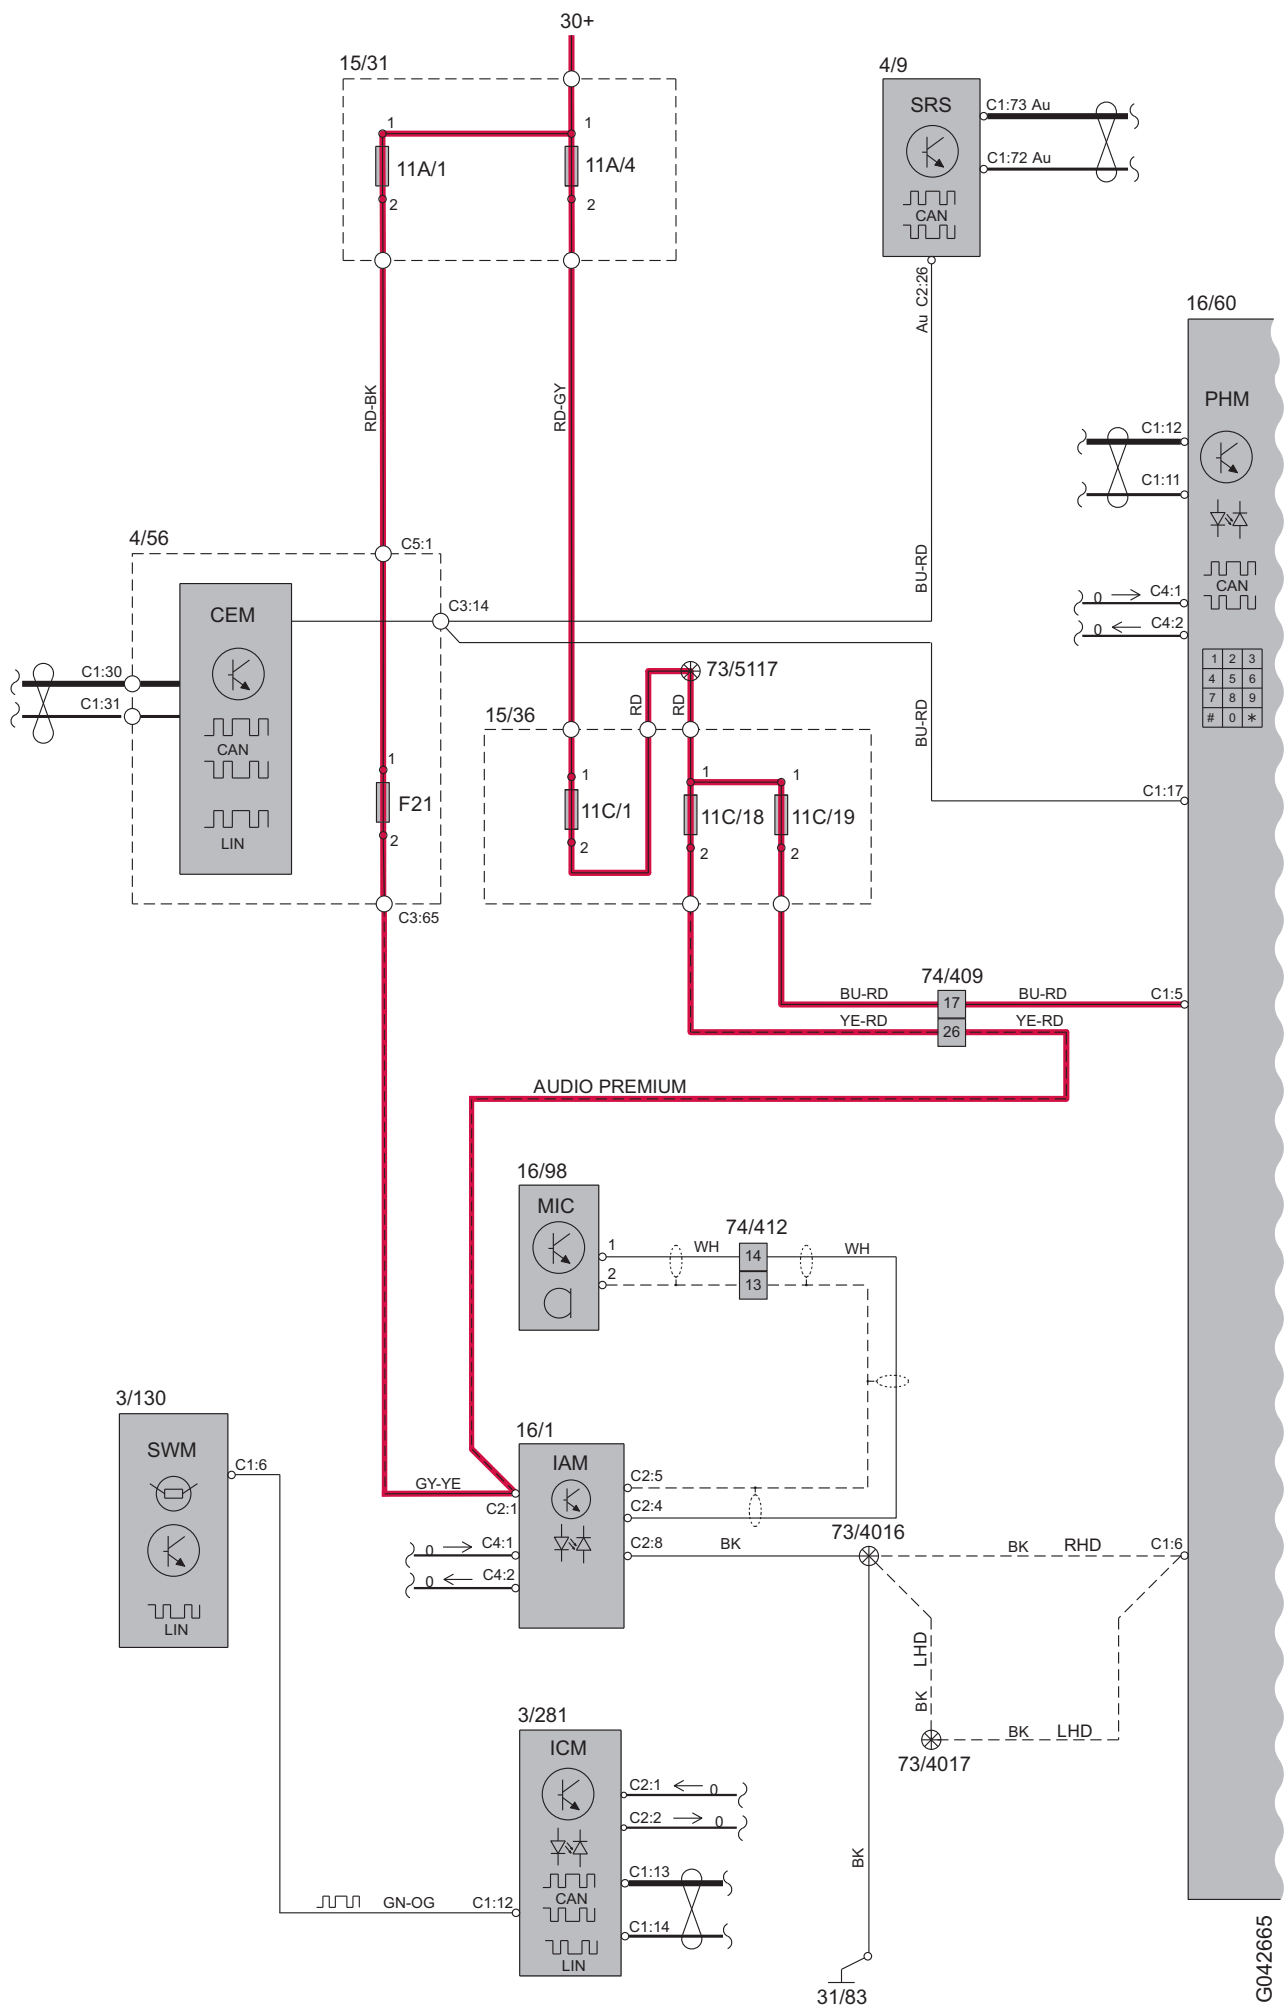 30+
15/31
1
1
11A/1
11A/4
2
2
4/9
SRS
CAN
C1:73 Au
C1:72 Au
Au C2:26
RD-BK
RD-GY
16/60
PHM
C1:12
C1:11
CAN
0
C4:1
0
C4:2
1 2 3
4 5 6
7 8 9
# 0 *
BU-RD
4/56
C5:1
CEM
C3:14
C1:30
C1:31
CAN
LIN
1
F21
2
C3:65
73/5117
RD
RD
15/36
BU-RD
1
1
1
11C/1
11C/18
11C/19
2
2
2
C1:17
74/409
BU-RD
17
BU-RD
C1:5
YE-RD
26
YE-RD
AUDIO PREMIUM
16/98
MIC
1
2
74/412
WH
14
WH
13
3/130
SWM
C1:6
LIN
16/1
IAM
GY-YE
C2:1
C2:5
C2:4
C2:8
BK
0
C4:1
0
C4:2
73/4016
BK
RHD
C1:6
LHD
BK
BK
LHD
73/4017
3/281
ICM
C2:1
0
C2:2
0
C1:13
CAN
C1:14
LIN
GN-OG
C1:12
BK
31/83
G042665